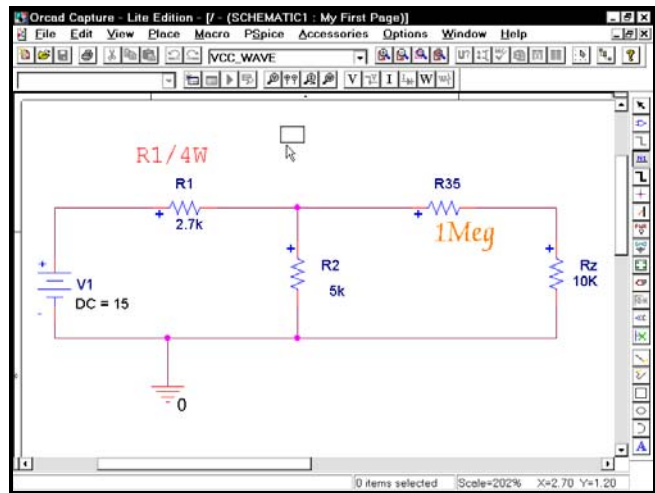 Orcad Capture - Lite Edition - [/ - (SCHEMATIC1 : My First Page)]
File Edit View Place Macro PSpice Accessories Options Window Help
VCC_WAVE
U?
V I W
R1/4W
R1
2.7k
R35
1Meg
R2
5k
Rz
10K
V1
DC = 15
0
A
0 items selected Scale=202% X=2.70 Y=1.20